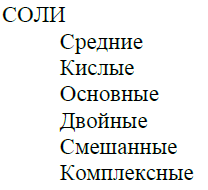 СОЛИ
Средние
Кислые
Основные
Двойные
Смешанные
Комплексные